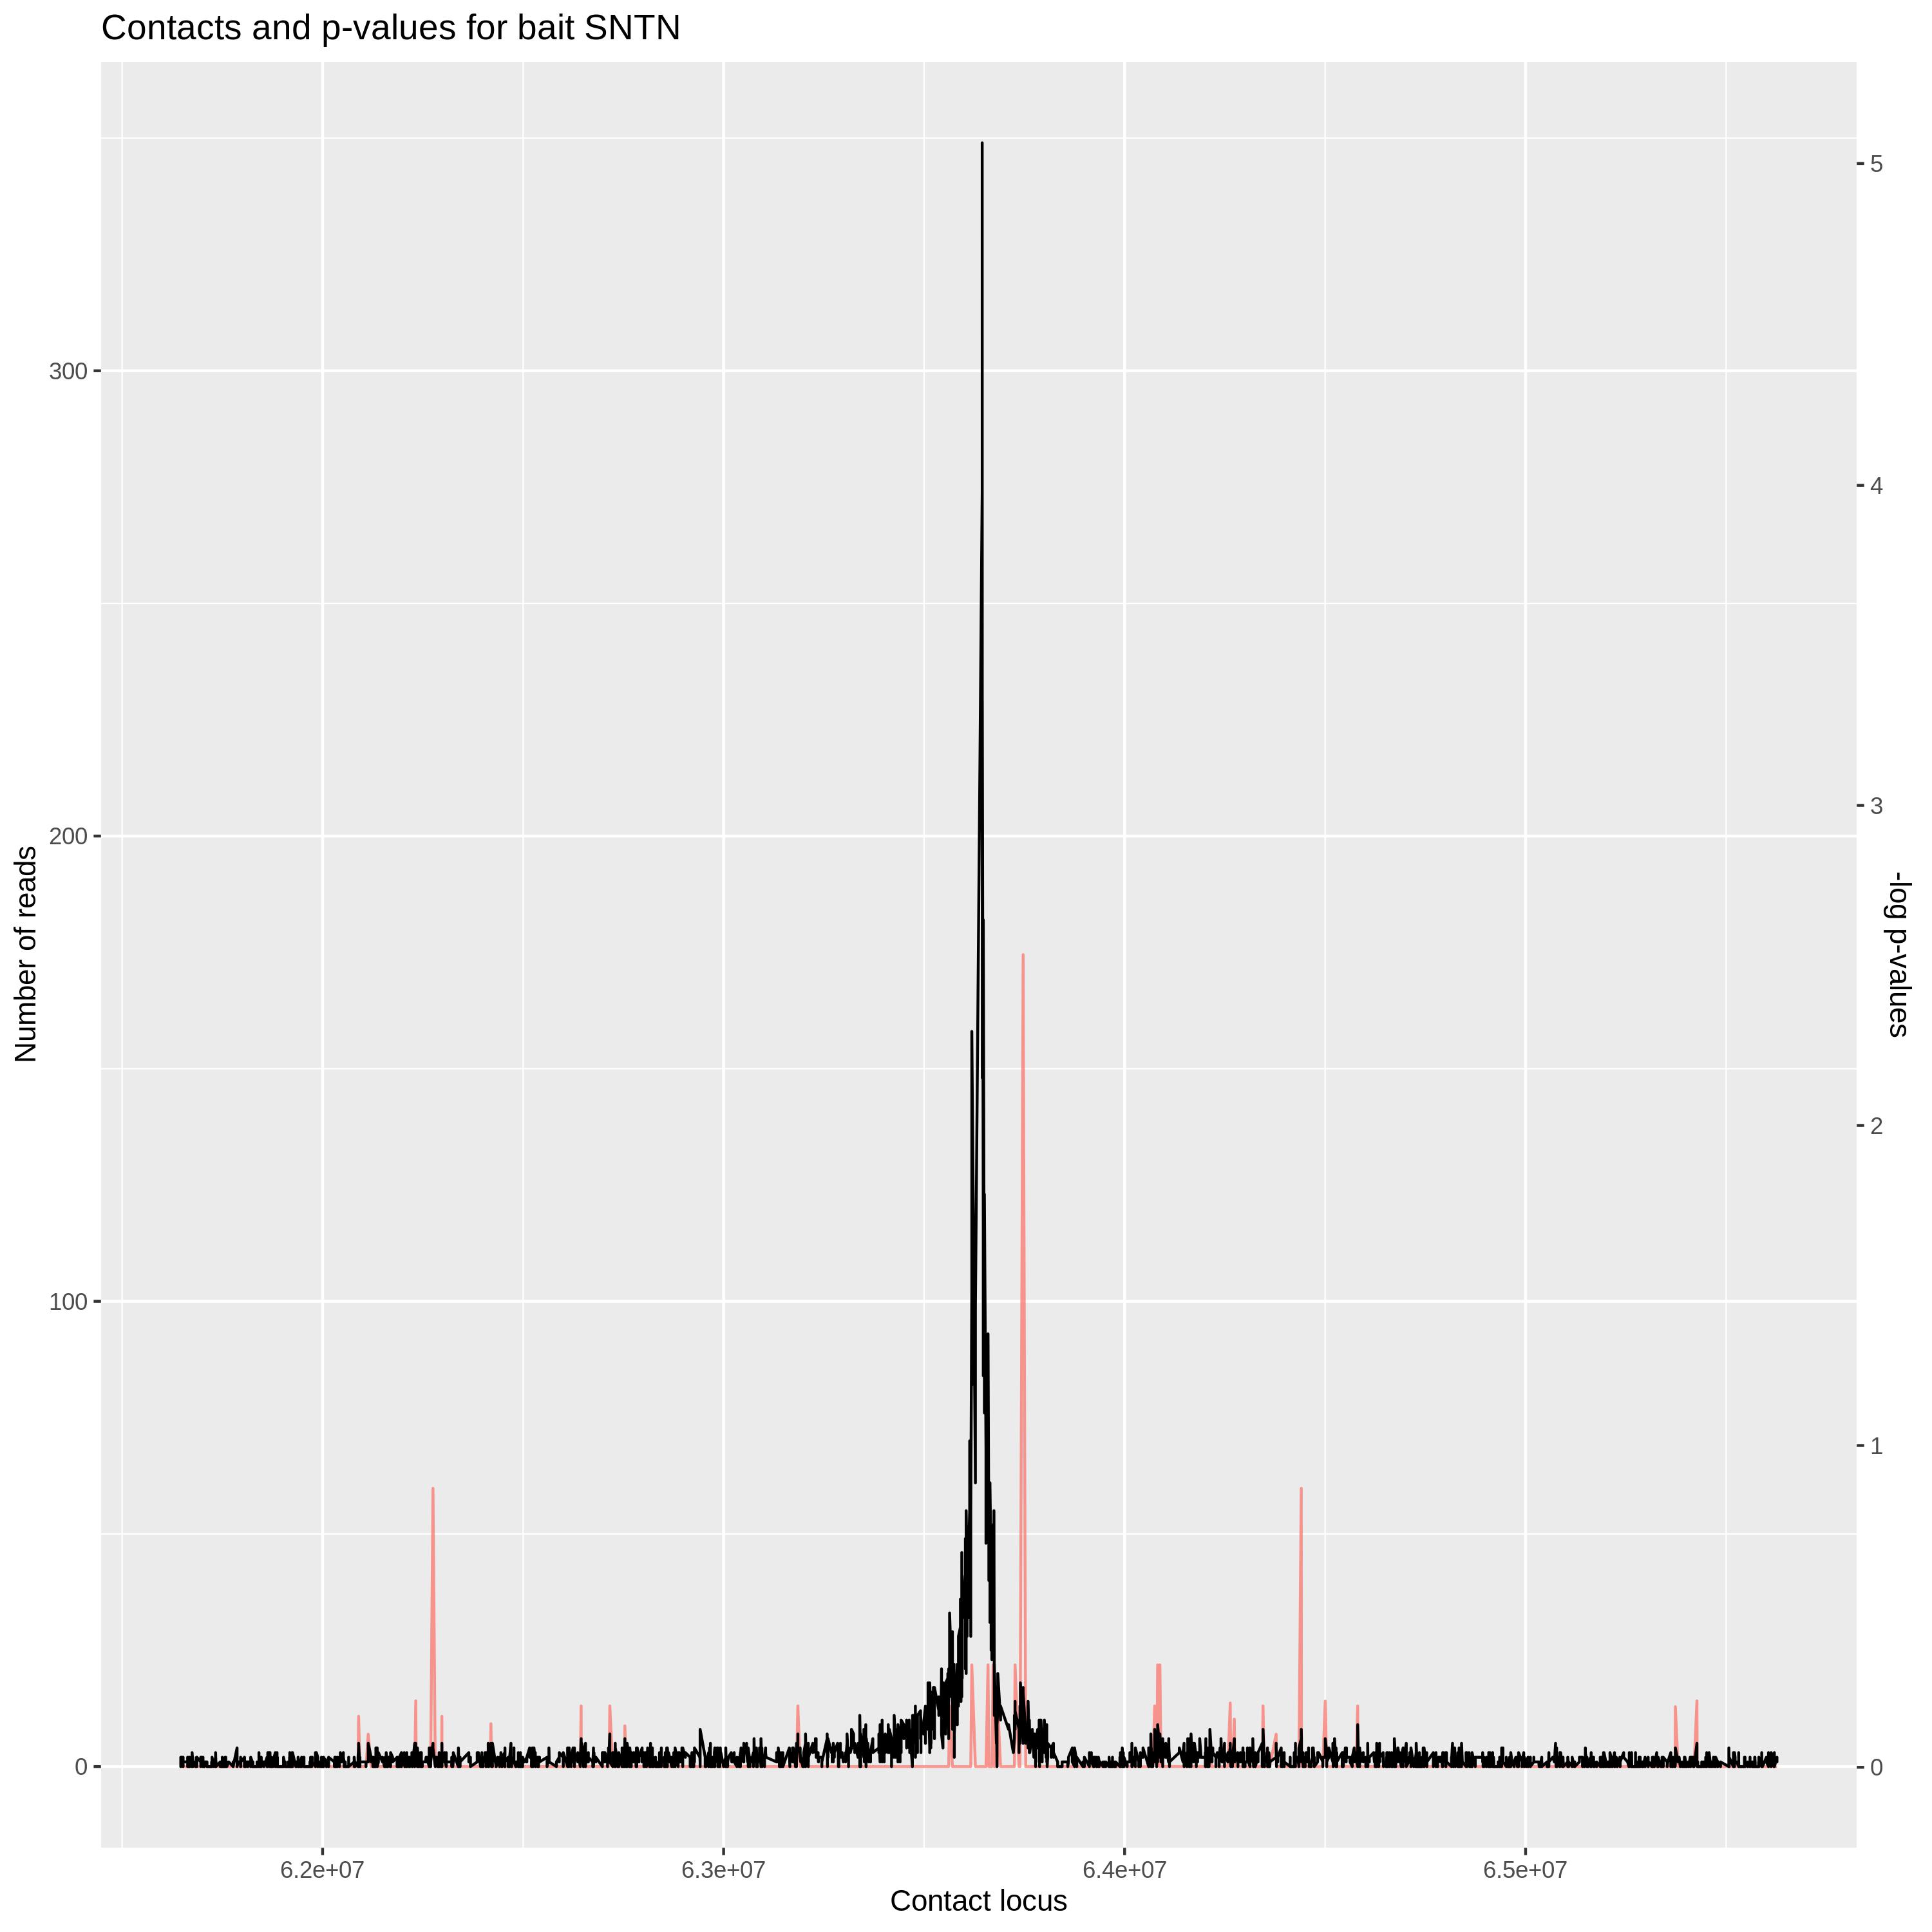 Contacts and p-values for bait SNTN
Number of reads
300
200
100
0
5
4
3
2
1
0
-log p-values
6.2e+07
6.3e+07
6.4e+07
6.5e+07
Contact locus